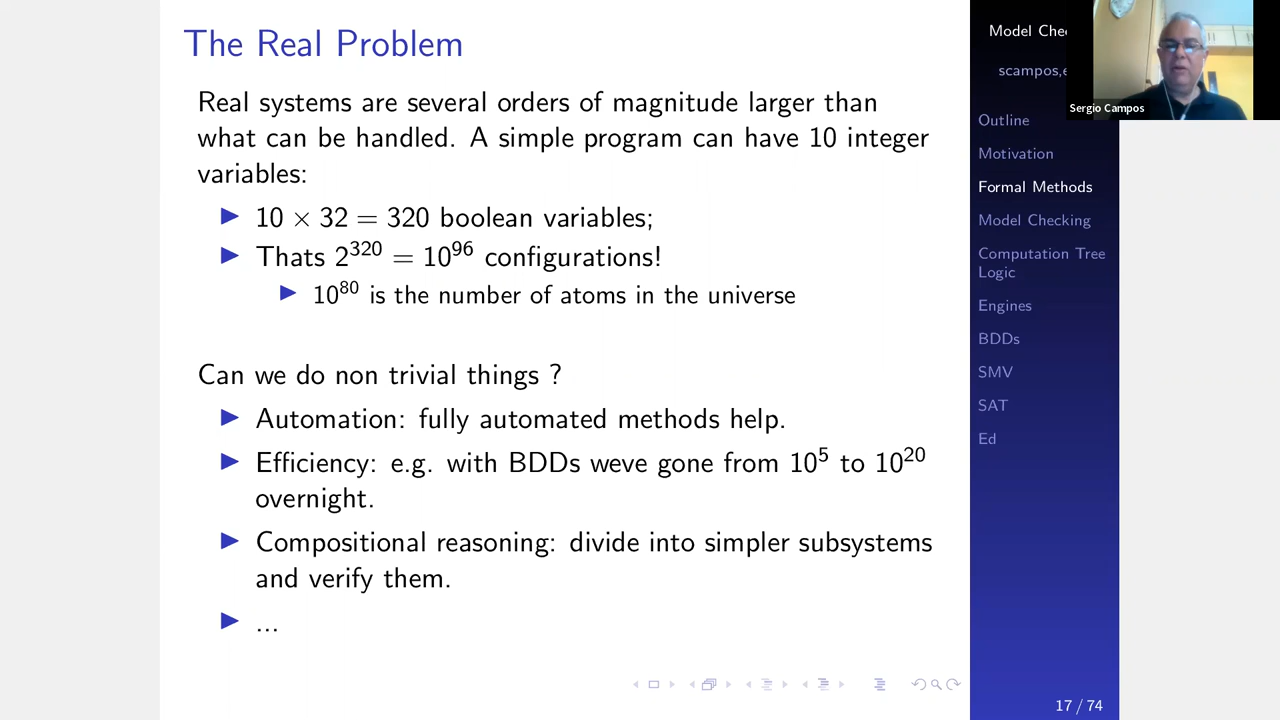 The Real Problem
Real systems are several orders of magnitude larger than
what can be handled. A simple program can have 10 integer
variables:
10 × 32 = 320 boolean variables;
Thats 2^320 = 10^96 configurations!
10^80 is the number of atoms in the universe
Can we do non trivial things ?
Automation: fully automated methods help.
Efficiency: e.g. with BDDs weve gone from 10^5 to 10^20
overnight.
Compositional reasoning: divide into simpler subsystems
and verify them.
...
Model Che
scampos,e
Sergio Campos
Outline
Motivation
Formal Methods
Model Checking
Computation Tree
Logic
Engines
BDDs
SMV
SAT
Ed
17 / 74